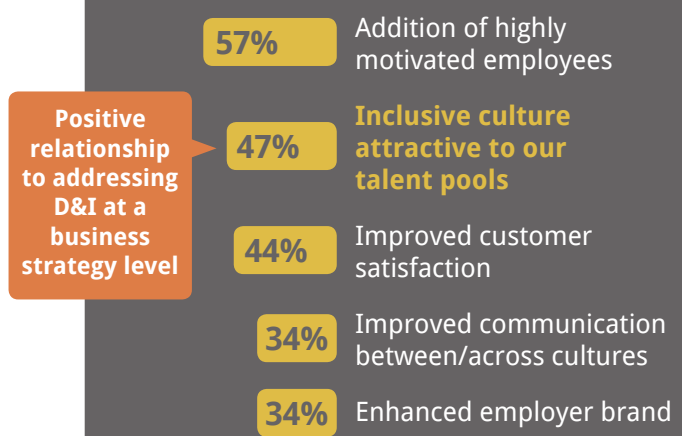 57%
Addition of highly
motivated employees
Positive
relationship
to addressing
D&I at a
business
strategy level
47%
Inclusive culture
attractive to our
talent pools
44%
Improved customer
satisfaction
34%
Improved communication
between/across cultures
34%
Enhanced employer brand